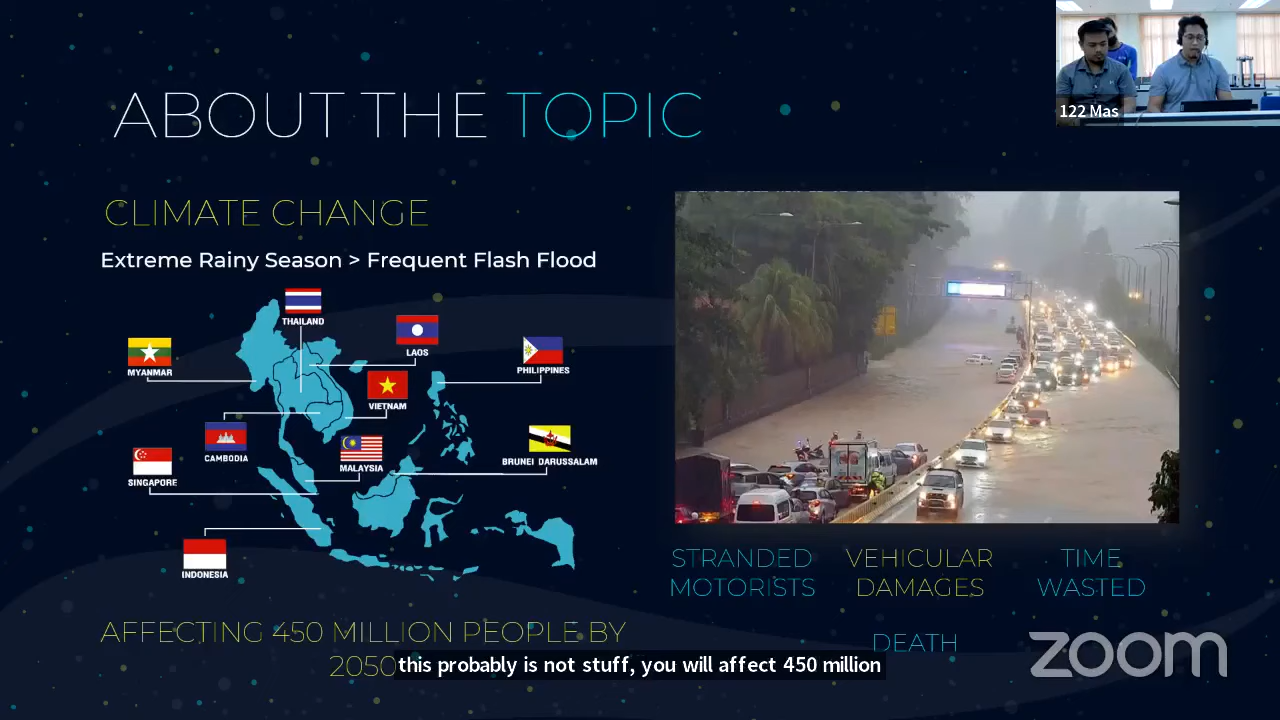 122 Mas
ABOUT THE TOPIC
CLIMATE CHANGE
Extreme Rainy Season > Frequent Flash Flood
THAILAND
LAOS
MYANMAR
PHILIPPINES
VIETNAM
CAMBODIA
MALAYSIA
BRUNEI DARUSSALAM
SINGAPORE
INDONESIA
STRANDED
MOTORISTS
VEHICULAR
DAMAGES
TIME
WASTED
DEATH
AFFECTING 450 MILLION PEOPLE BY
2050
this probably is not stuff, you will affect 450 million
zoom